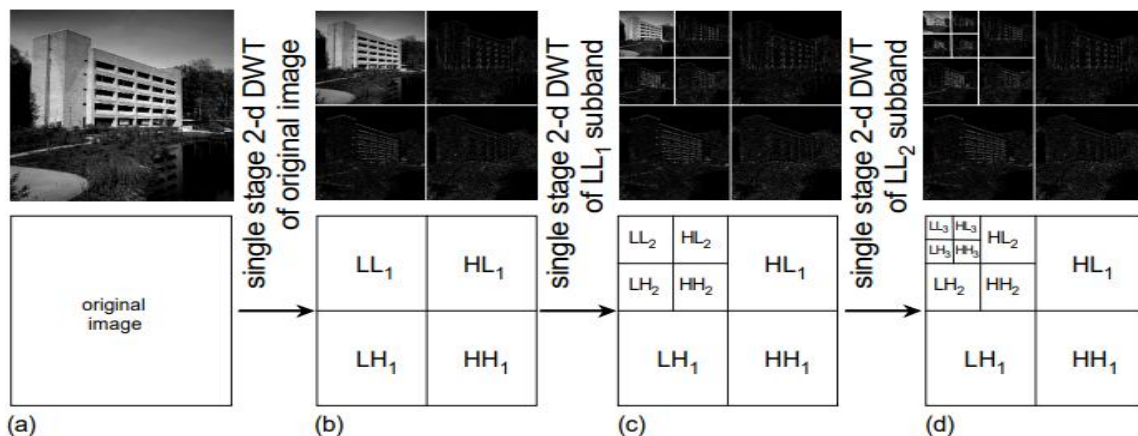 single stage 2-d DWT
of original image
single stage 2-d DWT
of LL₁ subband
single stage 2-d DWT
of LL₂ subband
original
image
LL₁ HL₁
LH₁ HH₁
LL₂ HL₂
LH₂ HH₂
HL₁
LH₁ HH₁
LL₃ HL₃
LH₃ HH₃
HL₂
LH₂ HH₂
HL₁
LH₁ HH₁
(a) (b) (c) (d)